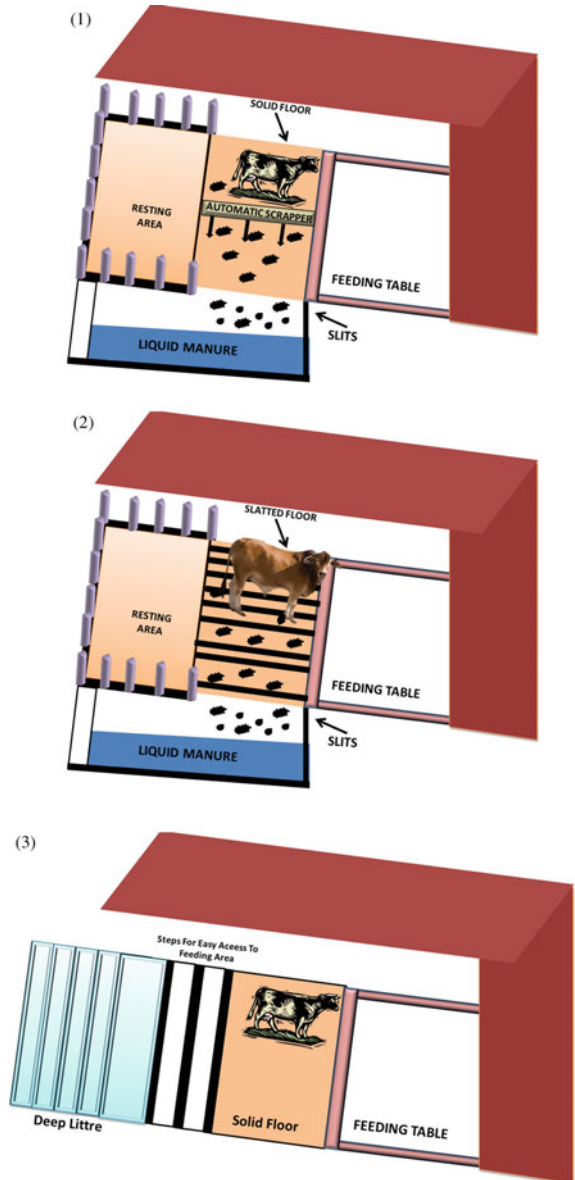 (1)
SOLID FLOOR
AUTOMATIC SCRAPPER
RESTING
AREA
FEEDING TABLE
SLITS
LIQUID MANURE
(2)
SLATTED FLOOR
RESTING
AREA
FEEDING TABLE
SLITS
LIQUID MANURE
(3)
Steps For Easy Aceess To
Feeding Area
Deep Littre
Solid Floor
FEEDING TABLE